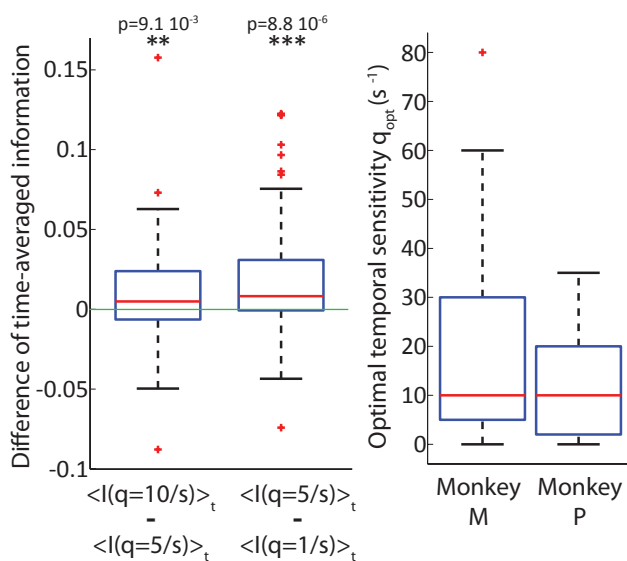 p=9.1 10⁻³ p=8.8 10⁻⁶
** ***
Difference of time-averaged information
0.15
0.1
0.05
0
-0.05
-0.1
<I(q=10/s)>t <I(q=5/s)>t
- -
<I(q=5/s)>t <I(q=1/s)>t
Optimal temporal sensitivity qopt (s⁻¹)
80
70
60
50
40
30
20
10
0
Monkey Monkey
M P